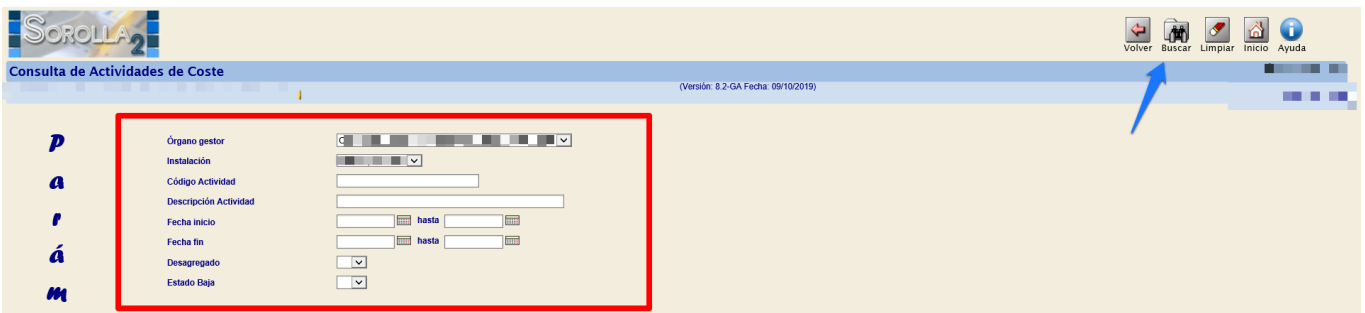 SOROLLA2
Volver Buscar Limpiar Inicio Ayuda
Consulta de Actividades de Coste
(Versión: 8.2-GA Fecha: 09/10/2019)
P
a
r
á
m
Órgano gestor
Instalación
Código Actividad
Descripción Actividad
Fecha inicio hasta
Fecha fin hasta
Desagregado
Estado Baja